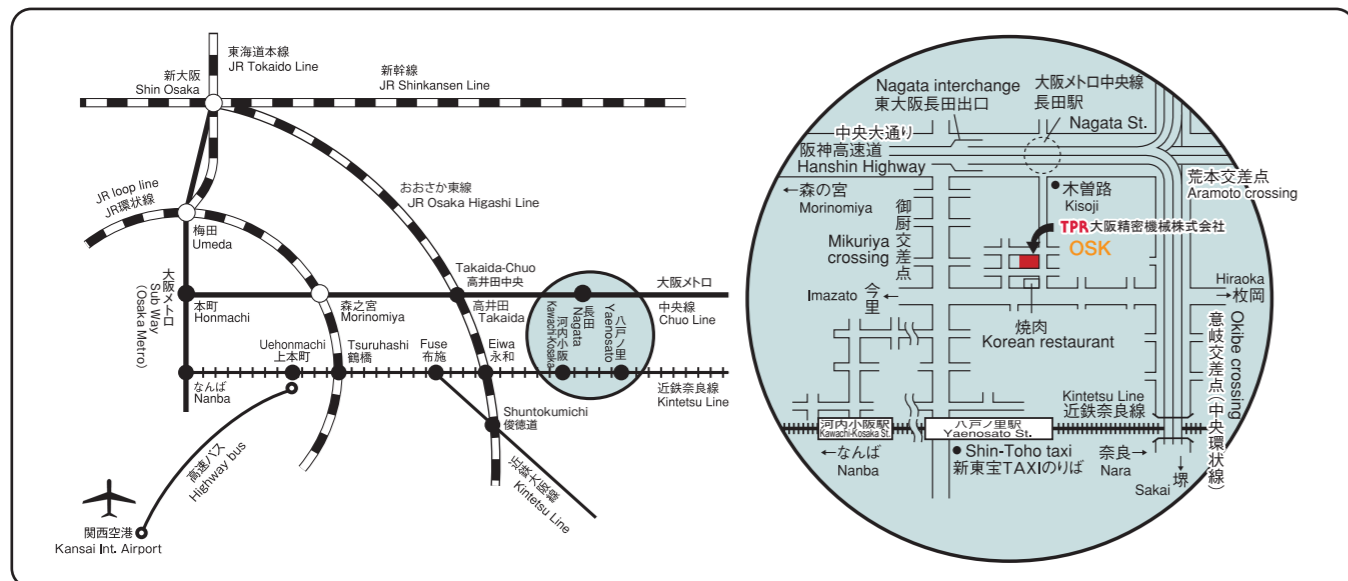 東海道本線
JR Tokaido Line
新大阪
Shin Osaka
新幹線
JR Shinkansen Line
JR loop line
JR環状線
おおさか東線
JR Osaka Higashi Line
梅田
Umeda
大阪メトロ
Sub Way
(Osaka Metro)
本町
Honmachi
森之宮
Morinomiya
Takaida-Chuo
高井田中央
高井田
Takaida
長田
Nagata
大阪メトロ
中央線
Chuo Line
河内小阪
Kawachi-Kosaka
八戸ノ里
Yaenosato
Uehonmachi
上本町
Tsuruhashi
鶴橋
Fuse
布施
Eiwa
永和
なんば
Nanba
近鉄奈良線
Kintetsu Line
Shuntokumichi
俊徳道
近鉄大阪線
Kintetsu Line
高速バス
Highway bus
関西空港
Kansai Int. Airport
Nagata interchange
東大阪長田出口
大阪メトロ中央線
長田駅
Nagata St.
中央大通り
阪神高速道
Hanshin Highway
荒本交差点
Aramoto crossing
←森の宮
Morinomiya
木曽路
Kisoji
御厨交差点
Mikuriya
crossing
TPR大阪精密機械株式会社
OSK
Imazato
今里
Hiraoka
枚岡
焼肉
Korean restaurant
意岐交差点(中央環状線)
Okibe crossing
Kintetsu Line
近鉄奈良線
河内小阪駅
Kawachi-Kosaka St.
八戸ノ里駅
Yaenosato St.
←なんば
Nanba
Shin-Toho taxi
新東宝TAXIのりば
奈良→
Nara
Sakai
堺